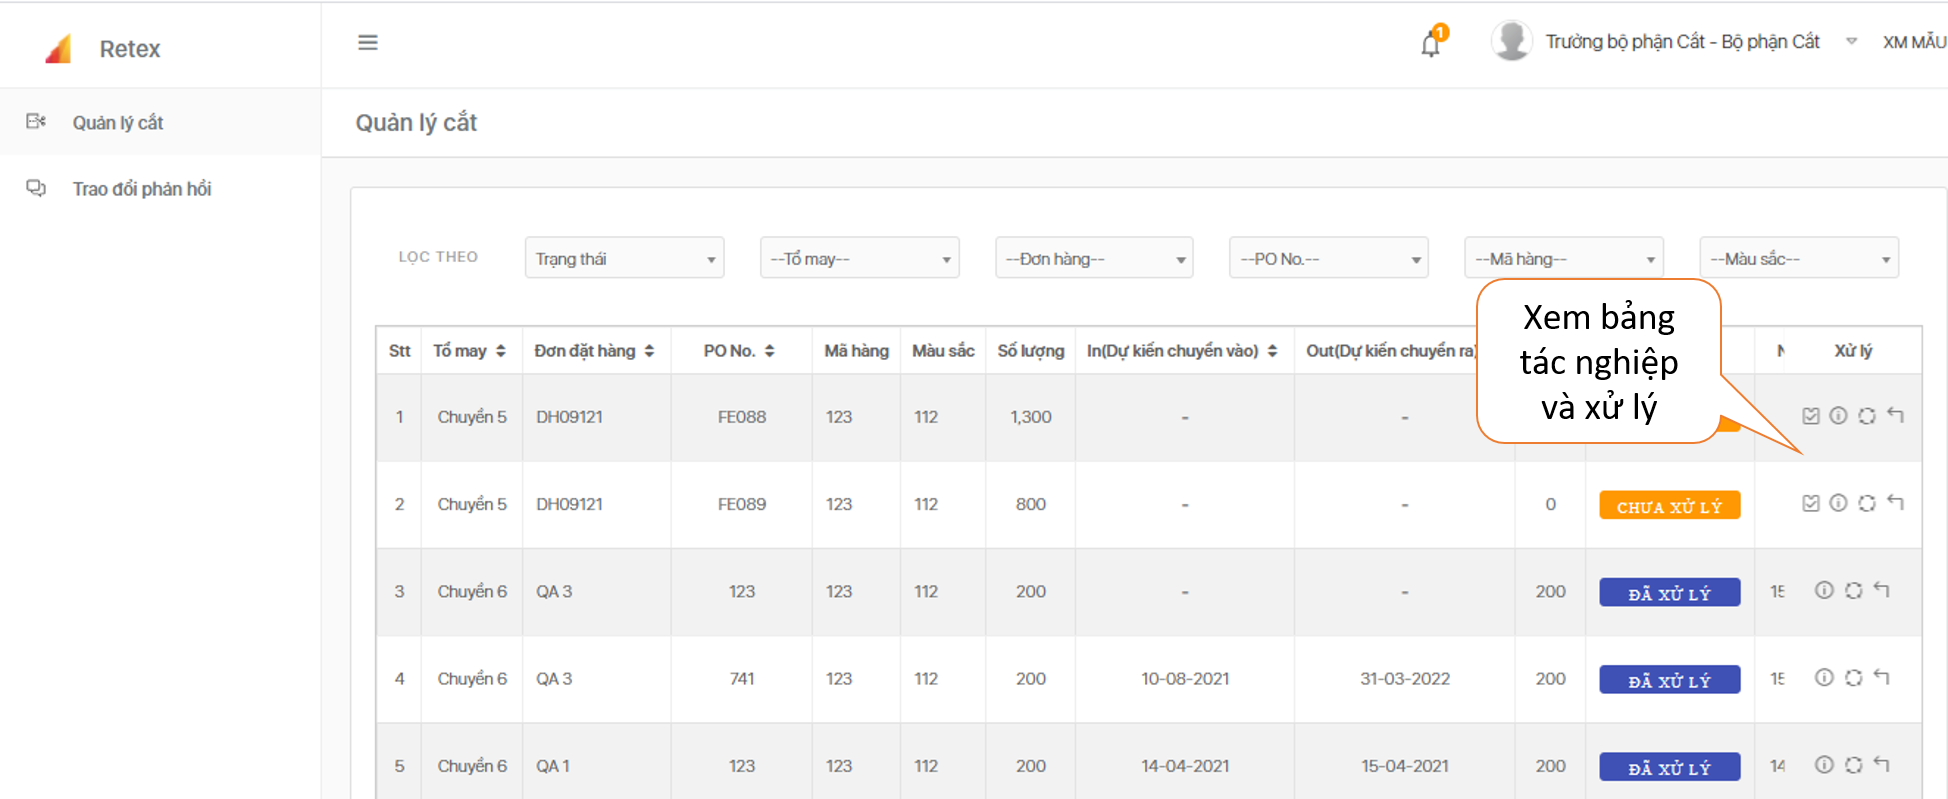 Retex
1
Trưởng bộ phận Cắt - Bộ phận Cắt
XM MẪU
Quản lý cắt
Trao đổi phản hồi
Quản lý cắt
LỌC THEO
Trạng thái
--Tổ may--
--Đơn hàng--
--PO No.--
--Mã hàng--
--Màu sắc--
Xem bảng
tác nghiệp
và xử lý
Stt Tổ may Đơn đặt hàng PO No. Mã hàng Màu sắc Số lượng In(Dự kiến chuyển vào) Out(Dự kiến chuyển ra) Xử lý
1 Chuyền 5 DH09121 FE088 123 112 1,300 - -
2 Chuyền 5 DH09121 FE089 123 112 800 - - 0 CHƯA XỬ LÝ
3 Chuyền 6 QA 3 123 123 112 200 - - 200 ĐÃ XỬ LÝ 15
4 Chuyền 6 QA 3 741 123 112 200 10-08-2021 31-03-2022 200 ĐÃ XỬ LÝ 15
5 Chuyền 6 QA 1 123 123 112 200 14-04-2021 15-04-2021 200 ĐÃ XỬ LÝ 14